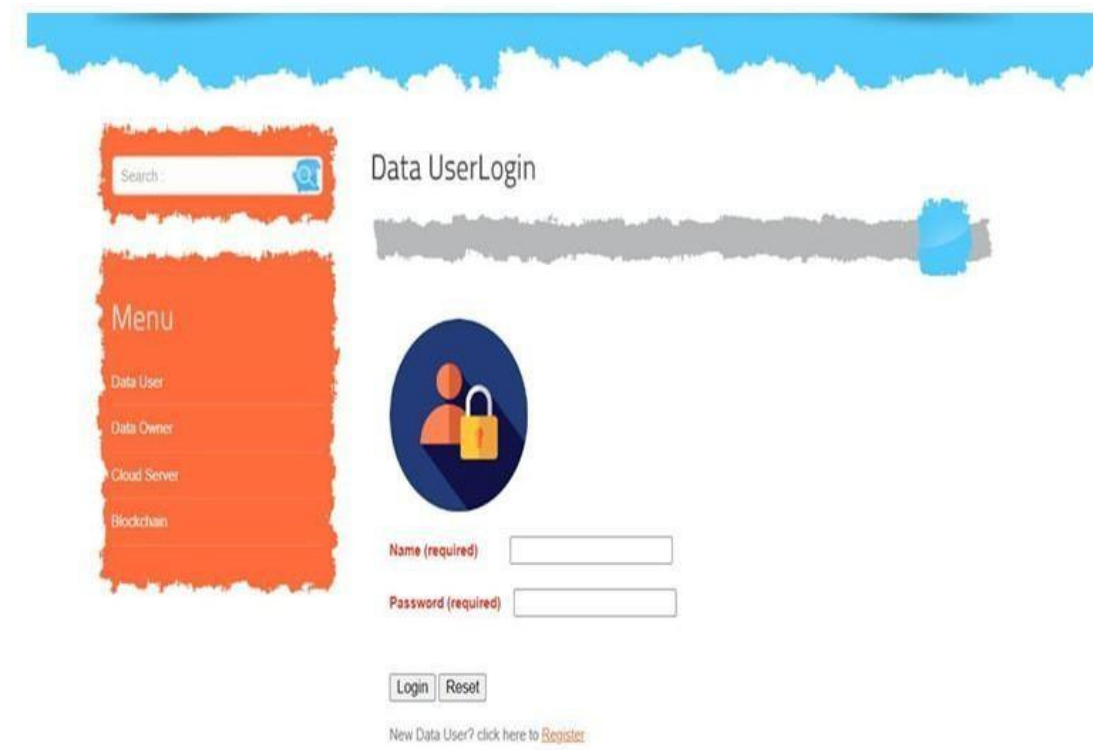 Search :
Data UserLogin
Menu
Data User
Data Owner
Cloud Server
Blockchain
Name (required)
Password (required)
Login Reset
New Data User? click here to Register